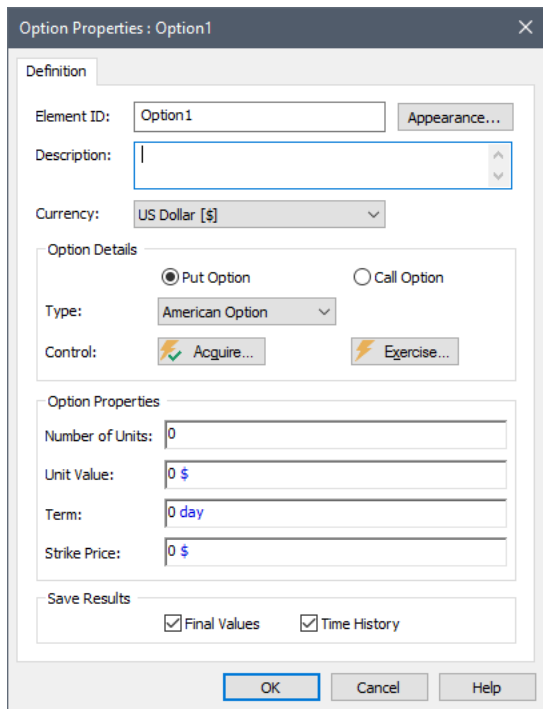 Option Properties : Option1
Definition
Element ID: Option1 Appearance...
Description:
Currency: US Dollar [$]
Option Details
Put Option Call Option
Type: American Option
Control: Acquire... Exercise...
Option Properties
Number of Units: 0
Unit Value: 0 $
Term: 0 day
Strike Price: 0 $
Save Results
Final Values Time History
OK Cancel Help